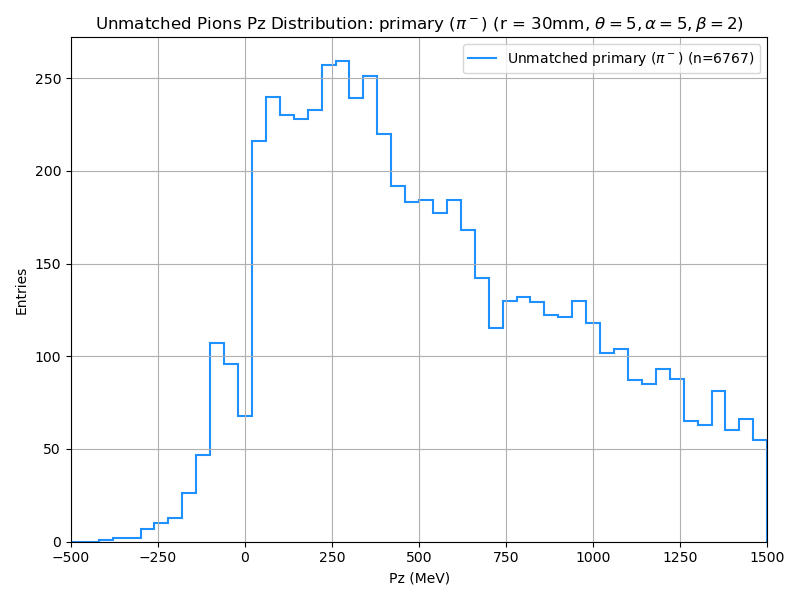 Unmatched Pions Pz Distribution: primary (π⁻) (r = 30mm, θ = 5, α = 5, β = 2)
Unmatched primary (π⁻) (n=6767)
250
200
150
100
50
0
Entries
−500 −250 0 250 500 750 1000 1250 1500
Pz (MeV)